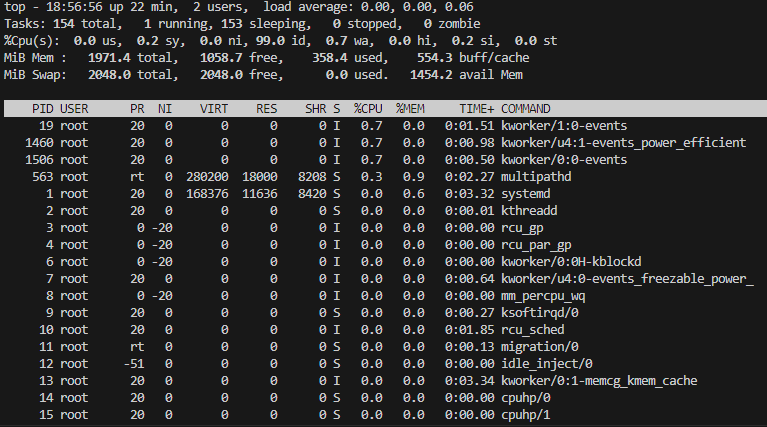 top - 18:56:56 up 22 min,  2 users,  load average: 0.00, 0.00, 0.06
Tasks: 154 total,   1 running, 153 sleeping,   0 stopped,   0 zombie
%Cpu(s):  0.0 us,  0.2 sy,  0.0 ni, 99.0 id,  0.7 wa,  0.0 hi,  0.2 si,  0.0 st
MiB Mem :   1971.4 total,   1058.7 free,    358.4 used,    554.3 buff/cache
MiB Swap:   2048.0 total,   2048.0 free,      0.0 used.   1454.2 avail Mem
PID USER      PR  NI    VIRT    RES    SHR S  %CPU  %MEM     TIME+ COMMAND
19 root      20   0       0      0      0 I   0.7   0.0   0:01.51 kworker/1:0-events
1460 root      20   0       0      0      0 I   0.7   0.0   0:00.98 kworker/u4:1-events_power_efficient
1506 root      20   0       0      0      0 I   0.7   0.0   0:00.50 kworker/0:0-events
563 root      rt   0  280200  18000   8208 S   0.3   0.9   0:02.27 multipathd
1 root      20   0  168376  11636   8420 S   0.0   0.6   0:03.32 systemd
2 root      20   0       0      0      0 S   0.0   0.0   0:00.01 kthreadd
3 root       0 -20       0      0      0 I   0.0   0.0   0:00.00 rcu_gp
4 root       0 -20       0      0      0 I   0.0   0.0   0:00.00 rcu_par_gp
6 root       0 -20       0      0      0 I   0.0   0.0   0:00.00 kworker/0:0H-kblockd
7 root      20   0       0      0      0 I   0.0   0.0   0:00.64 kworker/u4:0-events_freezable_power_
8 root       0 -20       0      0      0 I   0.0   0.0   0:00.00 mm_percpu_wq
9 root      20   0       0      0      0 S   0.0   0.0   0:00.27 ksoftirqd/0
10 root      20   0       0      0      0 I   0.0   0.0   0:01.85 rcu_sched
11 root      rt   0       0      0      0 S   0.0   0.0   0:00.13 migration/0
12 root     -51   0       0      0      0 S   0.0   0.0   0:00.00 idle_inject/0
13 root      20   0       0      0      0 I   0.0   0.0   0:03.34 kworker/0:1-memcg_kmem_cache
14 root      20   0       0      0      0 S   0.0   0.0   0:00.00 cpuhp/0
15 root      20   0       0      0      0 S   0.0   0.0   0:00.00 cpuhp/1